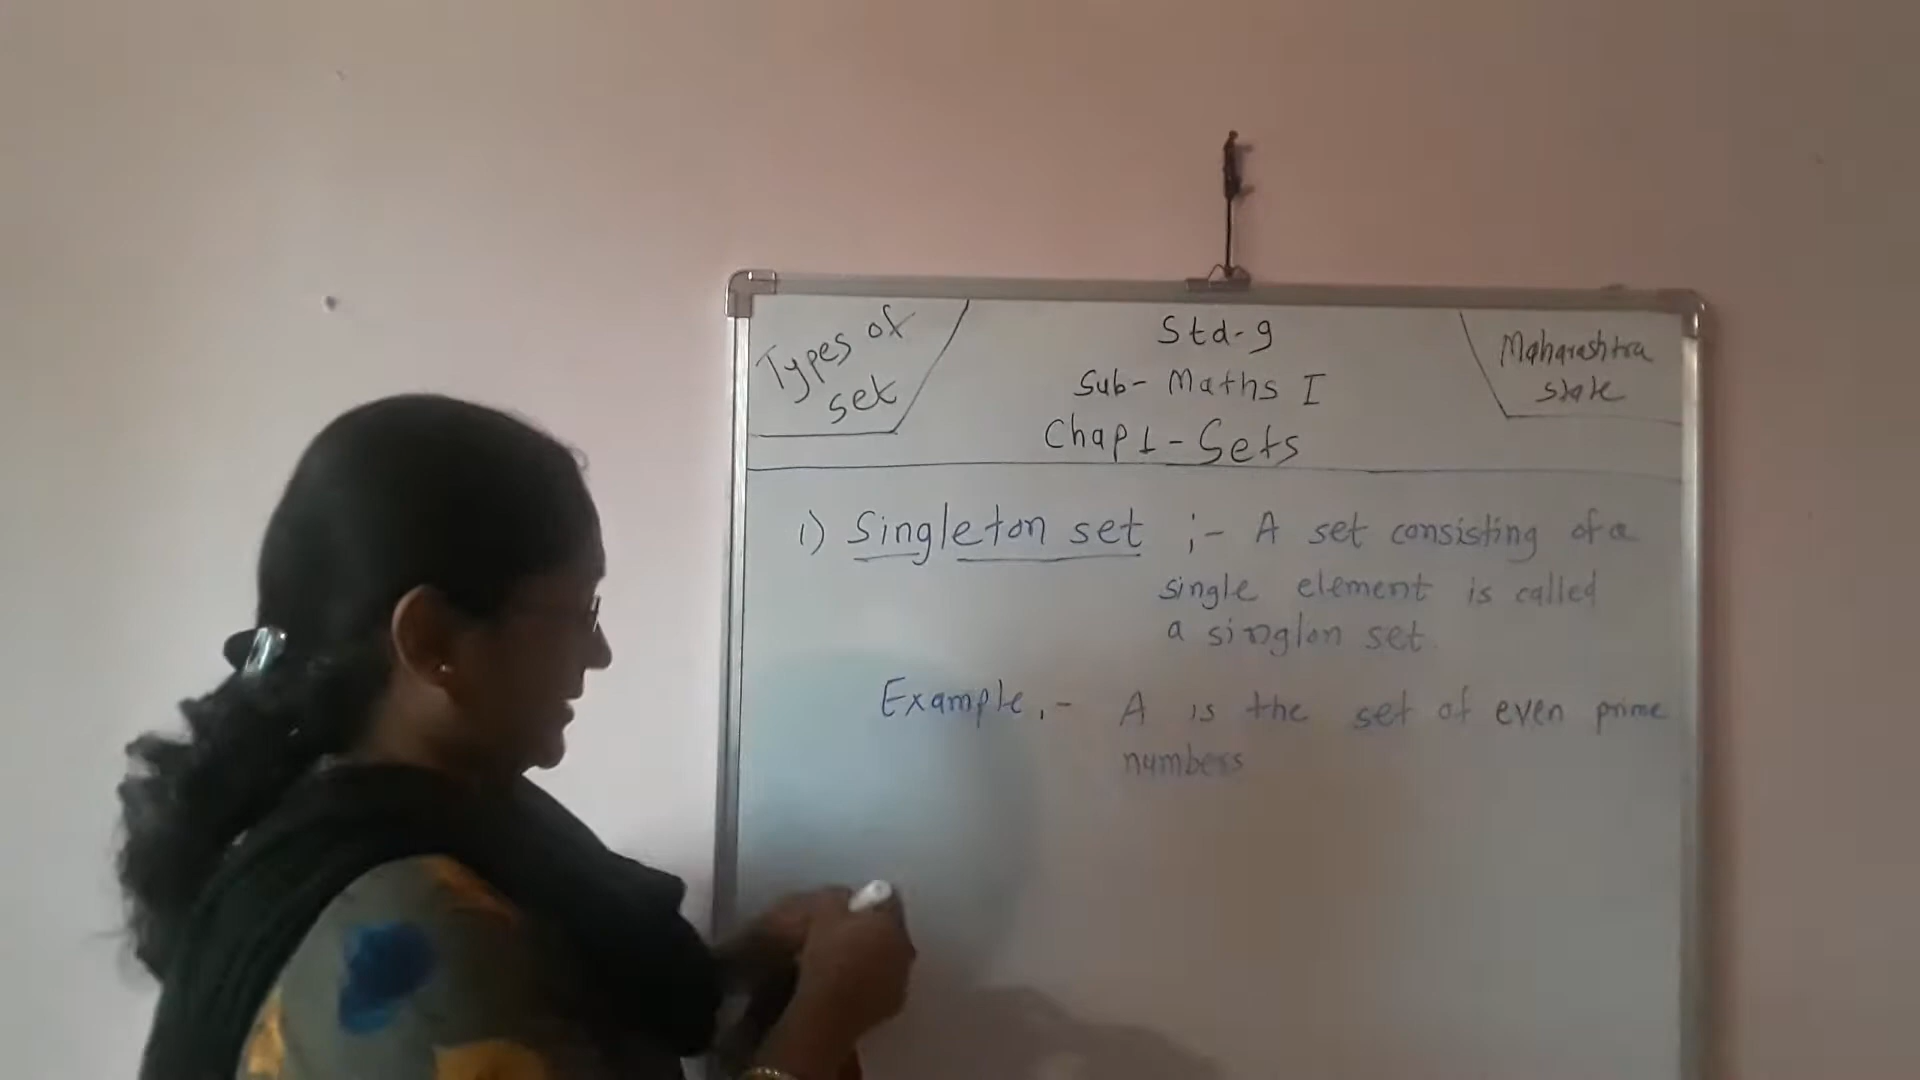 Types of
set
Std-9
Sub- Maths I
Chap 1 - Sets
Maharashtra
state
1) Singleton set ;- A set consisting of a
single element is called
a singlon set.
Example,- A is the set of even prime
numbers